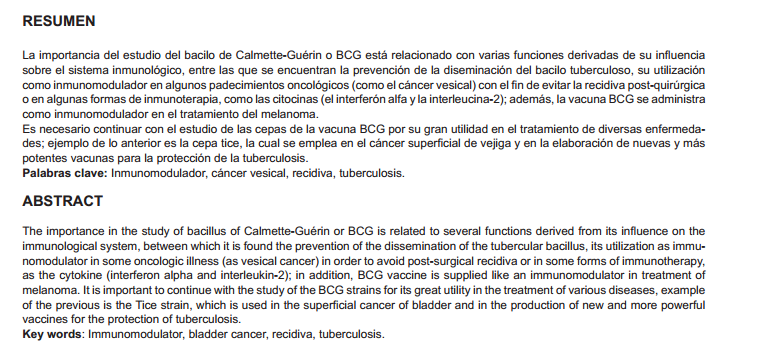 RESUMEN
La importancia del estudio del bacilo de Calmette-Guérin o BCG está relacionado con varias funciones derivadas de su influencia
sobre el sistema inmunológico, entre las que se encuentran la prevención de la diseminación del bacilo tuberculoso, su utilización
como inmunomodulador en algunos padecimientos oncológicos (como el cáncer vesical) con el fin de evitar la recidiva post-quirúrgica
o en algunas formas de inmunoterapia, como las citocinas (el interferón alfa y la interleucina-2); además, la vacuna BCG se administra
como inmunomodulador en el tratamiento del melanoma.
Es necesario continuar con el estudio de las cepas de la vacuna BCG por su gran utilidad en el tratamiento de diversas enfermeda-
des; ejemplo de lo anterior es la cepa tice, la cual se emplea en el cáncer superficial de vejiga y en la elaboración de nuevas y más
potentes vacunas para la protección de la tuberculosis.
Palabras clave: Inmunomodulador, cáncer vesical, recidiva, tuberculosis.
ABSTRACT
The importance in the study of bacillus of Calmette-Guérin or BCG is related to several functions derived from its influence on the
immunological system, between which it is found the prevention of the dissemination of the tubercular bacillus, its utilization as immu-
nomodulator in some oncologic illness (as vesical cancer) in order to avoid post-surgical recidiva or in some forms of immunotherapy,
as the cytokine (interferon alpha and interleukin-2); in addition, BCG vaccine is supplied like an immunomodulator in treatment of
melanoma. It is important to continue with the study of the BCG strains for its great utility in the treatment of various diseases, example
of the previous is the Tice strain, which is used in the superficial cancer of bladder and in the production of new and more powerful
vaccines for the protection of tuberculosis.
Key words: Immunomodulator, bladder cancer, recidiva, tuberculosis.